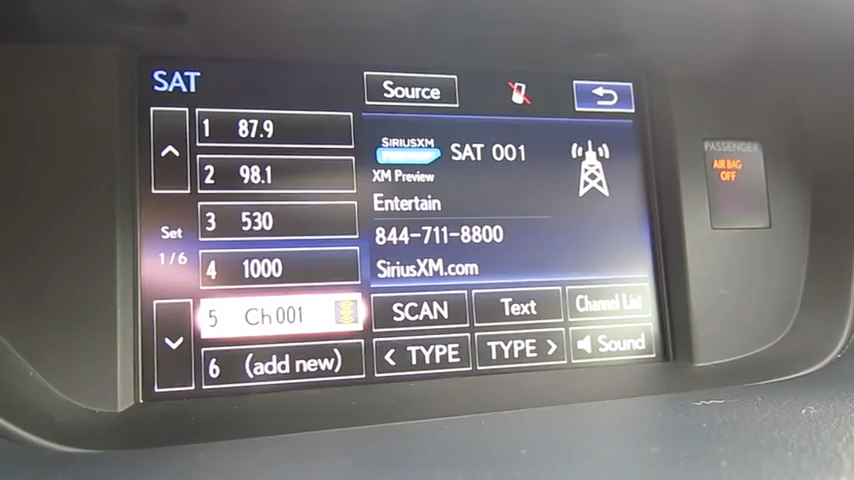 SAT
Source
1 87.9
2 98.1
3 530
4 1000
5 Ch001
6 (add new)
Set
1/6
SIRIUSXM
SAT 001
XM Preview
Entertain
844-711-8800
SiriusXM.com
SCAN
Text
Channel List
< TYPE
TYPE >
Sound
PASSENGER
AIR BAG
OFF